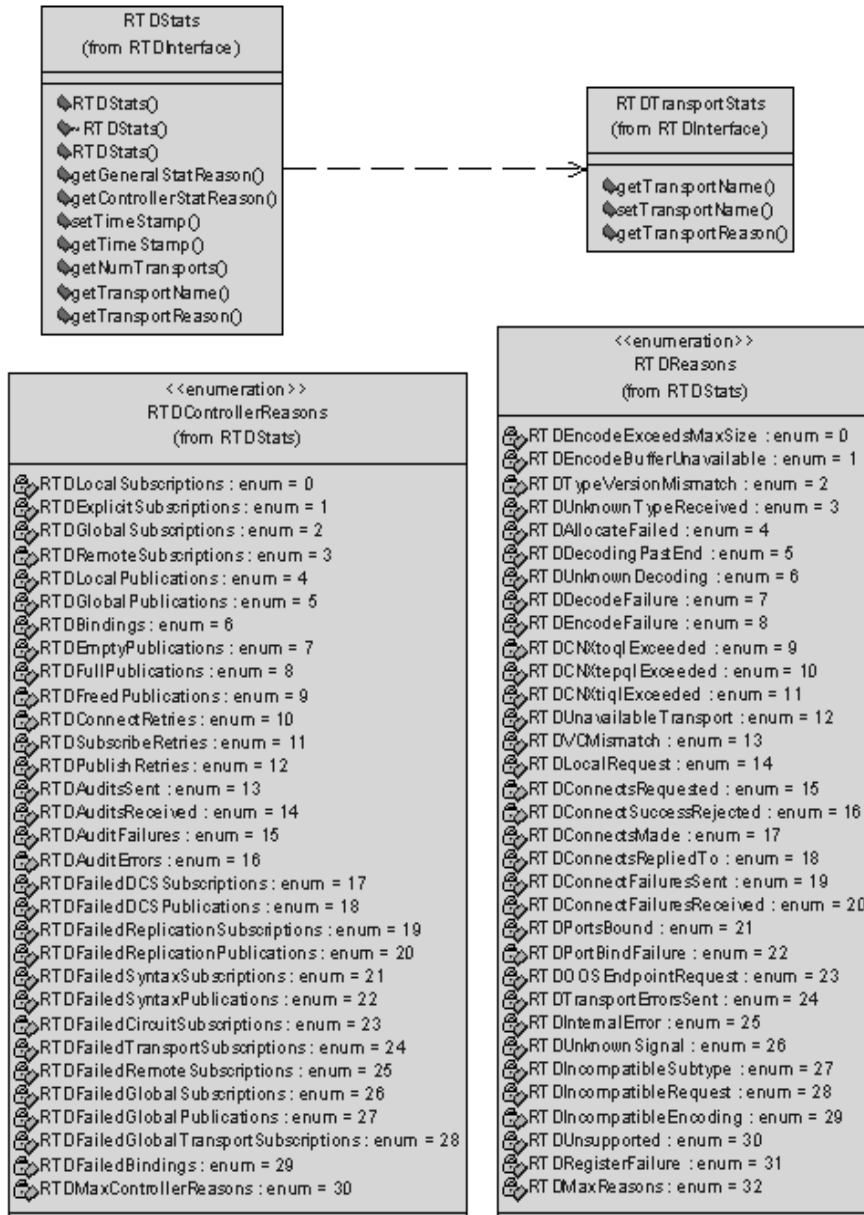 RTDStats
(from RTDInterface)
RTDStats()
~RTDStats()
RTDStats()
getGeneralStatReason()
getControllerStatReason()
setTimeStamp()
getTimeStamp()
getNumTransports()
getTransportName()
getTransportReason()
RTDTransportStats
(from RTDInterface)
getTransportName()
setTransportName()
getTransportReason()
<<enumeration>>
RTDControllerReasons
(from RTDStats)
RTDLocalSubscriptions : enum = 0
RTDExplicitSubscriptions : enum = 1
RTDGlobalSubscriptions : enum = 2
RTDRemoteSubscriptions : enum = 3
RTDLocalPublications : enum = 4
RTDGlobalPublications : enum = 5
RTDBindings : enum = 6
RTDEmptyPublications : enum = 7
RTDFullPublications : enum = 8
RTDFreedPublications : enum = 9
RTDConnectRetries : enum = 10
RTDSubscribeRetries : enum = 11
RTDPublishRetries : enum = 12
RTDAuditsSent : enum = 13
RTDAuditsReceived : enum = 14
RTDAuditFailures : enum = 15
RTDAuditErrors : enum = 16
RTDFailedDCSSubscriptions : enum = 17
RTDFailedDCSPublications : enum = 18
RTDFailedReplicationSubscriptions : enum = 19
RTDFailedReplicationPublications : enum = 20
RTDFailedSyntaxSubscriptions : enum = 21
RTDFailedSyntaxPublications : enum = 22
RTDFailedCircuitSubscriptions : enum = 23
RTDFailedTransportSubscriptions : enum = 24
RTDFailedRemoteSubscriptions : enum = 25
RTDFailedGlobalSubscriptions : enum = 26
RTDFailedGlobalPublications : enum = 27
RTDFailedGlobalTransportSubscriptions : enum = 28
RTDFailedBindings : enum = 29
RTDMaxControllerReasons : enum = 30
<<enumeration>>
RTDReasons
(from RTDStats)
RTDEncodeExceedsMaxSize : enum = 0
RTDEncodeBufferUnavailable : enum = 1
RTDTypeVersionMismatch : enum = 2
RTDUnknownTypeReceived : enum = 3
RTDAllocateFailed : enum = 4
RTDDecodingPastEnd : enum = 5
RTDUnknownDecoding : enum = 6
RTDDecodeFailure : enum = 7
RTDEncodeFailure : enum = 8
RTDCNXtoqlExceeded : enum = 9
RTDCNXtepqlExceeded : enum = 10
RTDCNXtiqlExceeded : enum = 11
RTDUnavailableTransport : enum = 12
RTDVCMismatch : enum = 13
RTDLocalRequest : enum = 14
RTDConnectsRequested : enum = 15
RTDConnectSuccessRejected : enum = 16
RTDConnectsMade : enum = 17
RTDConnectsRepliedTo : enum = 18
RTDConnectFailuresSent : enum = 19
RTDConnectFailuresReceived : enum = 20
RTDPortsBound : enum = 21
RTDPortBindFailure : enum = 22
RTDOOSEndpointRequest : enum = 23
RTDTransportErrorsSent : enum = 24
RTDInternalError : enum = 25
RTDUnknownSignal : enum = 26
RTDIncompatibleSubtype : enum = 27
RTDIncompatibleRequest : enum = 28
RTDIncompatibleEncoding : enum = 29
RTDUnsupported : enum = 30
RTDRegisterFailure : enum = 31
RTDMaxReasons : enum = 32